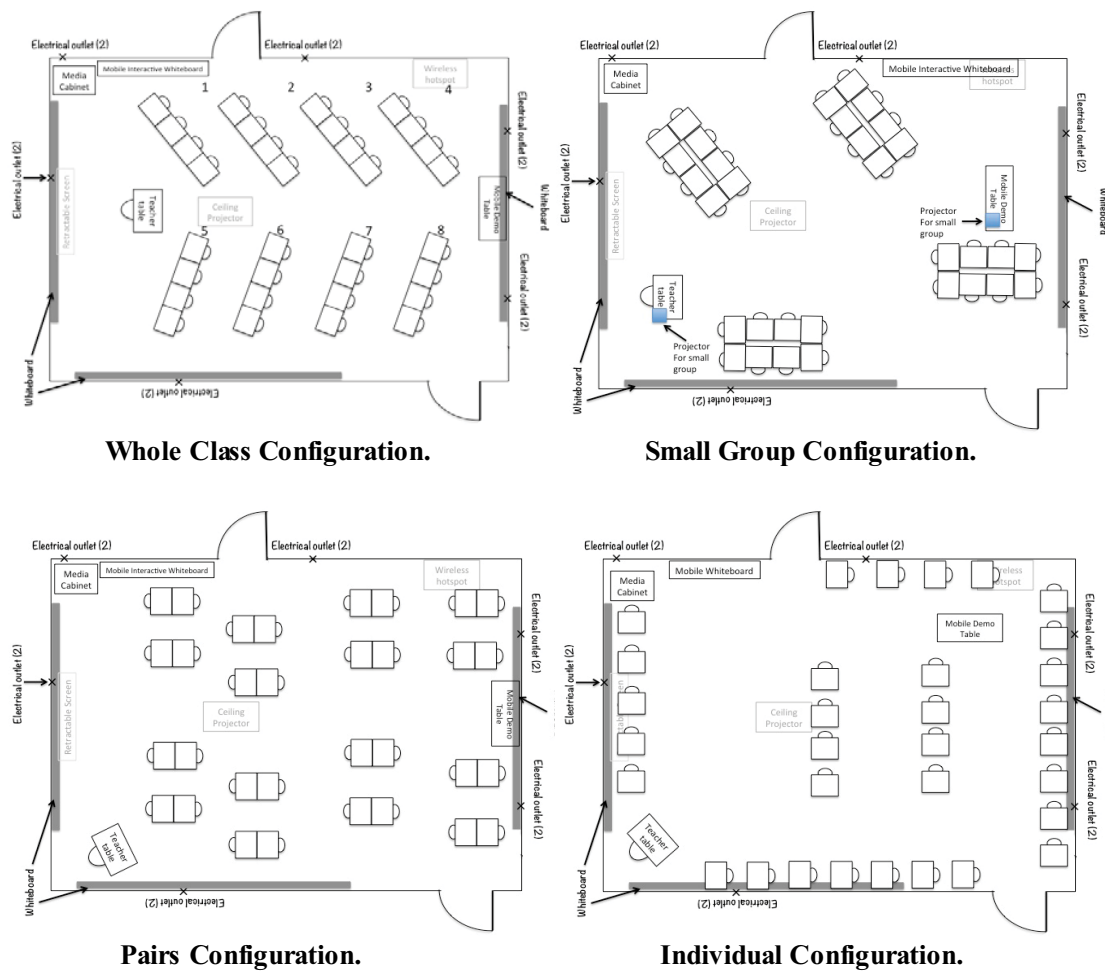 Electrical outlet (2)
Electrical outlet (2)
Media
Cabinet
Mobile Interactive Whiteboard
Wireless
hotspot
1
2
3
4
Electrical outlet (2)
Electrical outlet (2)
Retractable Screen
Teacher
table
Ceiling
Projector
Mobile Demo
Table
Whiteboard
5
6
7
8
Electrical outlet (2)
Whiteboard
Electrical outlet (2)
Whole Class Configuration.
Electrical outlet (2)
Electrical outlet (2)
Media
Cabinet
Mobile Interactive Whiteboard
hotspot
Electrical outlet (2)
Electrical outlet (2)
Retractable Screen
Ceiling
Projector
Mobile Demo
Table
Projector
For small
group
Whiteboard
Teacher
table
Projector
For small
group
Electrical outlet (2)
Whiteboard
Electrical outlet (2)
Small Group Configuration.
Electrical outlet (2)
Electrical outlet (2)
Media
Cabinet
Mobile Interactive Whiteboard
Wireless
hotspot
Electrical outlet (2)
Electrical outlet (2)
Retractable Screen
Ceiling
Projector
Mobile Demo
Table
Electrical outlet (2)
Teacher
table
Whiteboard
Electrical outlet (2)
Pairs Configuration.
Electrical outlet (2)
Electrical outlet (2)
Media
Cabinet
Mobile Whiteboard
hotspot
Electrical outlet (2)
Mobile Demo
Table
Electrical outlet (2)
Screen
Ceiling
Projector
Electrical outlet (2)
Teacher
table
Whiteboard
Electrical outlet (2)
Individual Configuration.